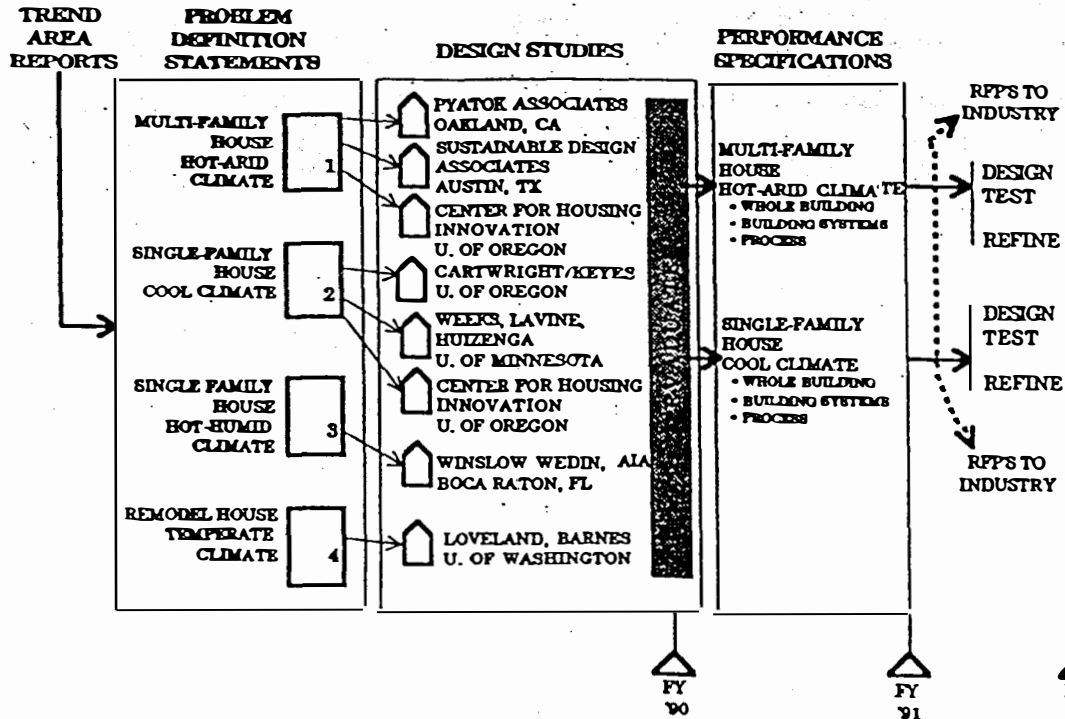 TREND
AREA
REPORTS
PROBLEM
DEFINITION
STATEMENTS
MULTI-FAMILY
HOUSE
HOT-ARID
CLIMATE
1
SINGLE-FAMILY
HOUSE
COOL CLIMATE
2
SINGLE FAMILY
HOUSE
HOT-HUMID
CLIMATE
3
REMODEL HOUSE
TEMPERATE
CLIMATE
4
DESIGN STUDIES
PYATOK ASSOCIATES
OAKLAND, CA
SUSTAINABLE DESIGN
ASSOCIATES
AUSTIN, TX
CENTER FOR HOUSING
INNOVATION
U. OF OREGON
CARTWRIGHT/KEYES
U. OF OREGON
WEEKS, LAVINE,
HUIZENGA
U. OF MINNESOTA
CENTER FOR HOUSING
INNOVATION
U. OF OREGON
WINSLOW WEDIN, AIA
BOCA RATON, FL
LOVELAND, BARNES
U. OF WASHINGTON
EVALUATE
FY
'90
PERFORMANCE
SPECIFICATIONS
MULTI-FAMILY
HOUSE
HOT-ARID CLIMATE
• WHOLE BUILDING
• BUILDING SYSTEMS
• PROCESS
SINGLE-FAMILY
HOUSE
COOL CLIMATE
• WHOLE BUILDING
• BUILDING SYSTEMS
• PROCESS
FY
'91
RFP'S TO
INDUSTRY
DESIGN
TEST
REFINE
DESIGN
TEST
REFINE
RFP'S TO
INDUSTRY